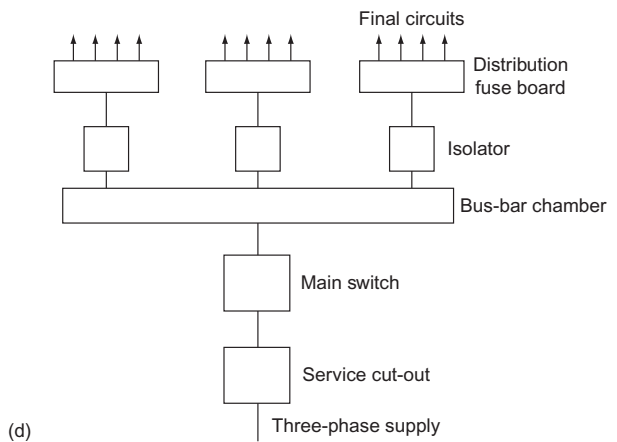 Final circuits
Distribution
fuse board
Isolator
Bus-bar chamber
Main switch
Service cut-out
Three-phase supply
(d)